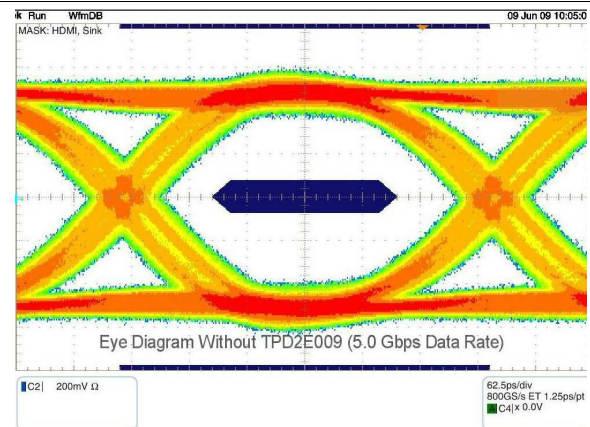 k Run WfmDB 09 Jun 09 10:05:0
MASK: HDMI, Sink
Eye Diagram Without TPD2E009 (5.0 Gbps Data Rate)
C2| 200mV Ω
62.5ps/div
800GS/s ET 1.25ps/pt
A C4|x 0.0V